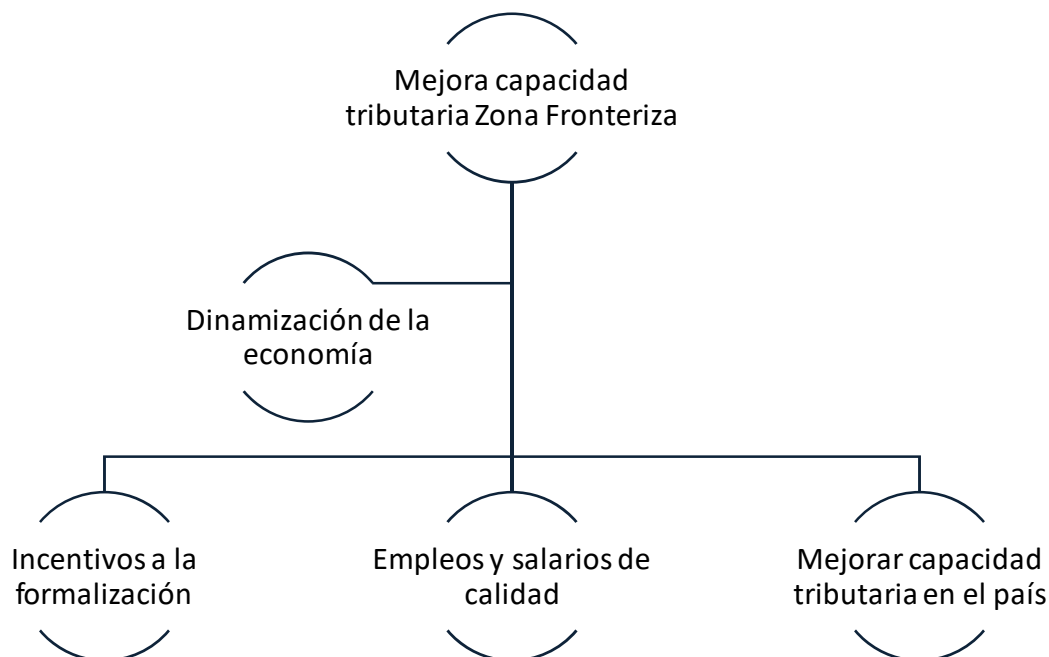 Mejora capacidad
tributaria Zona Fronteriza
Dinamización de la
economía
Incentivos a la
formalización
Empleos y salarios de
calidad
Mejorar capacidad
tributaria en el país